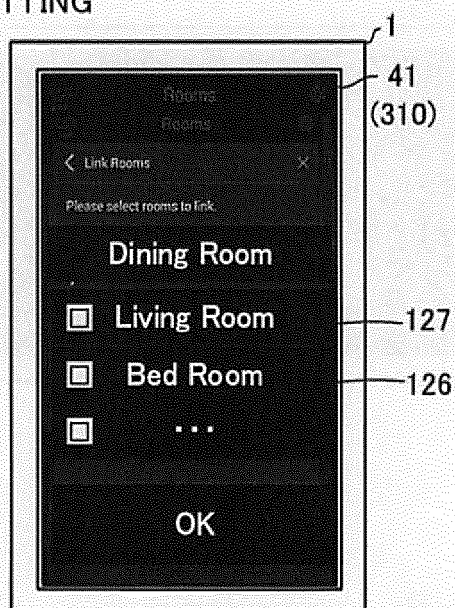 1
41
(310)
Rooms
Rooms
Link Rooms
Please select rooms to link.
Dining Room
Living Room
127
Bed Room
126
...
OK